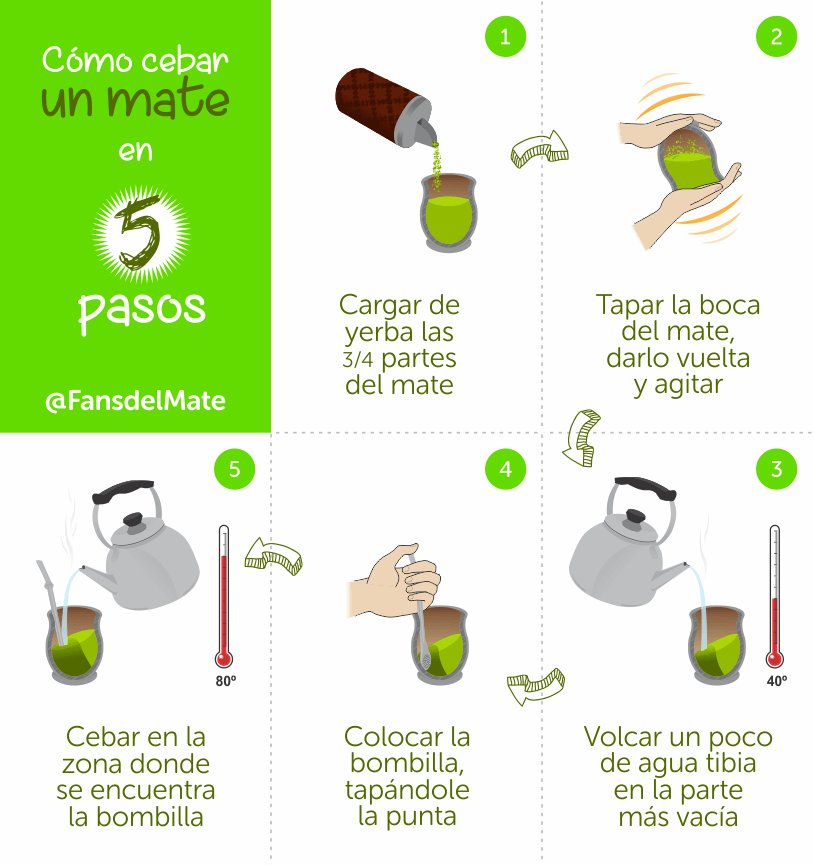 Cómo cebar
un mate
en
5
pasos
@FansdelMate
1
Cargar de
yerba las
3/4 partes
del mate
2
Tapar la boca
del mate,
darlo vuelta
y agitar
3
40º
Volcar un poco
de agua tibia
en la parte
más vacía
4
Colocar la
bombilla,
tapándole
la punta
5
80º
Cebar en la
zona donde
se encuentra
la bombilla